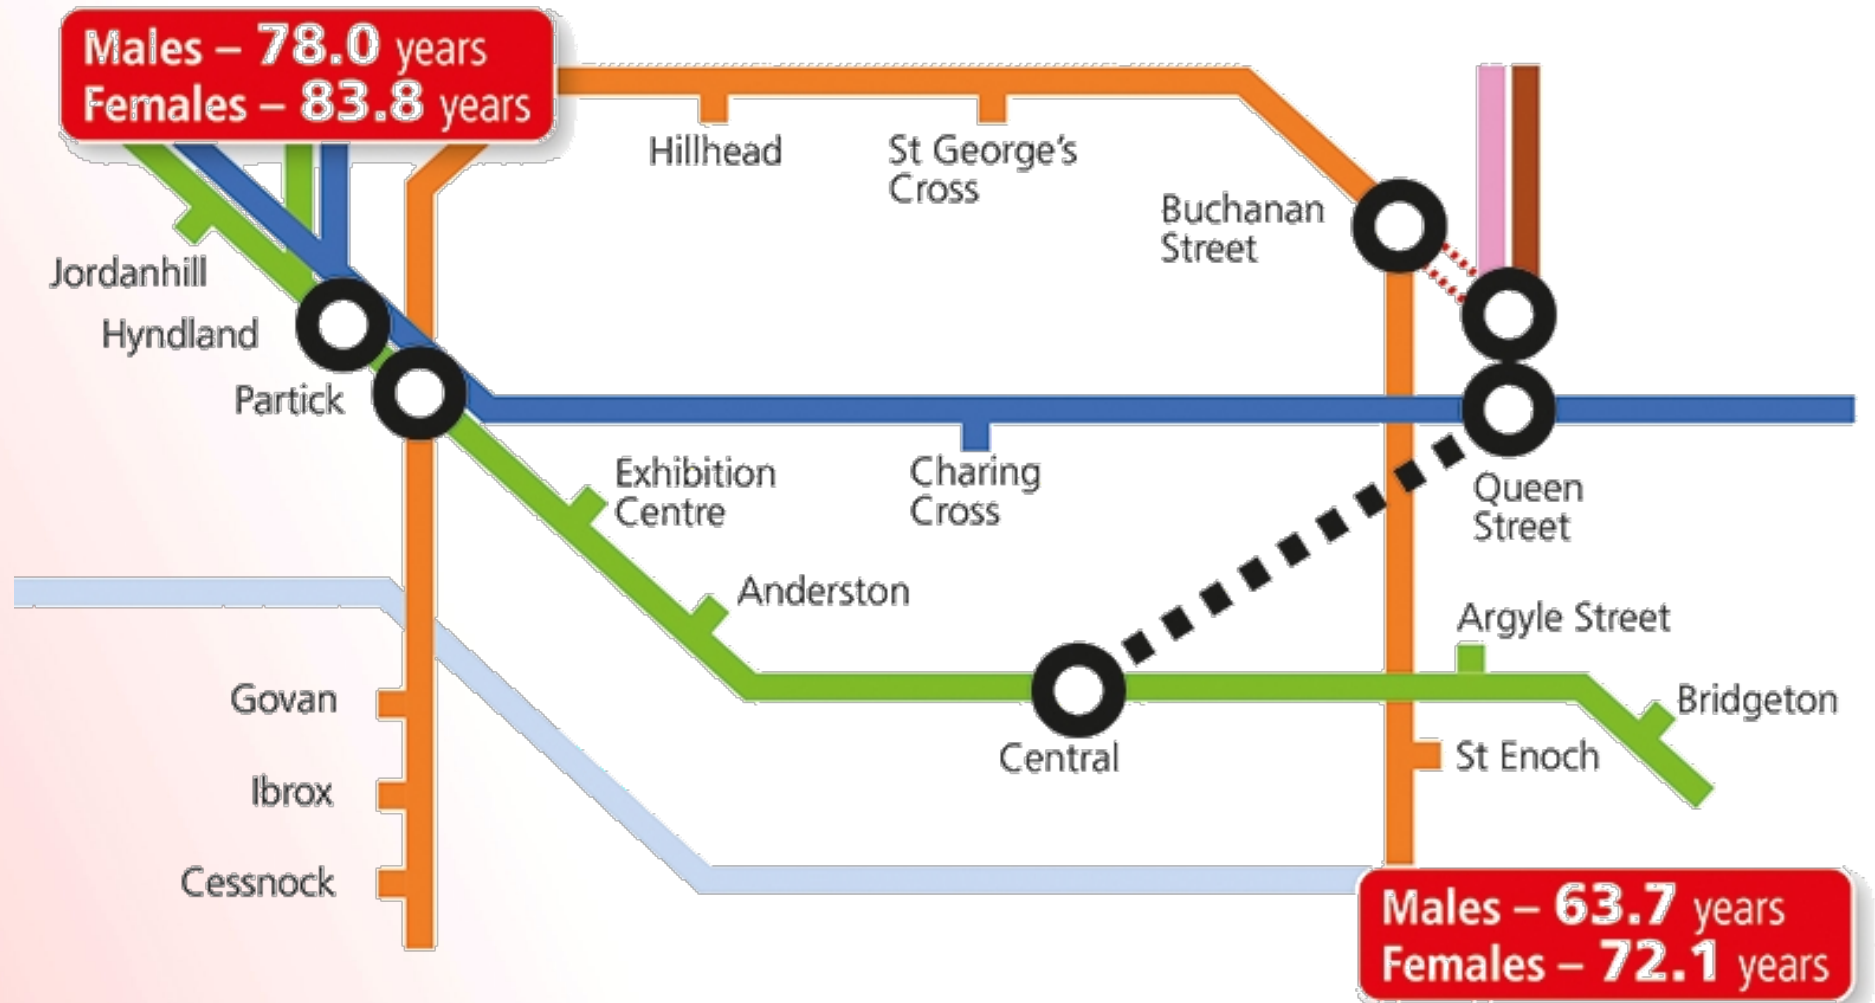 Males – 78.0 years
Females – 83.8 years
Hillhead
St George's
Cross
Buchanan
Street
Jordanhill
Hyndland
Partick
Exhibition
Centre
Charing
Cross
Queen
Street
Anderston
Argyle Street
Govan
Bridgeton
Central
St Enoch
Ibrox
Cessnock
Males – 63.7 years
Females – 72.1 years